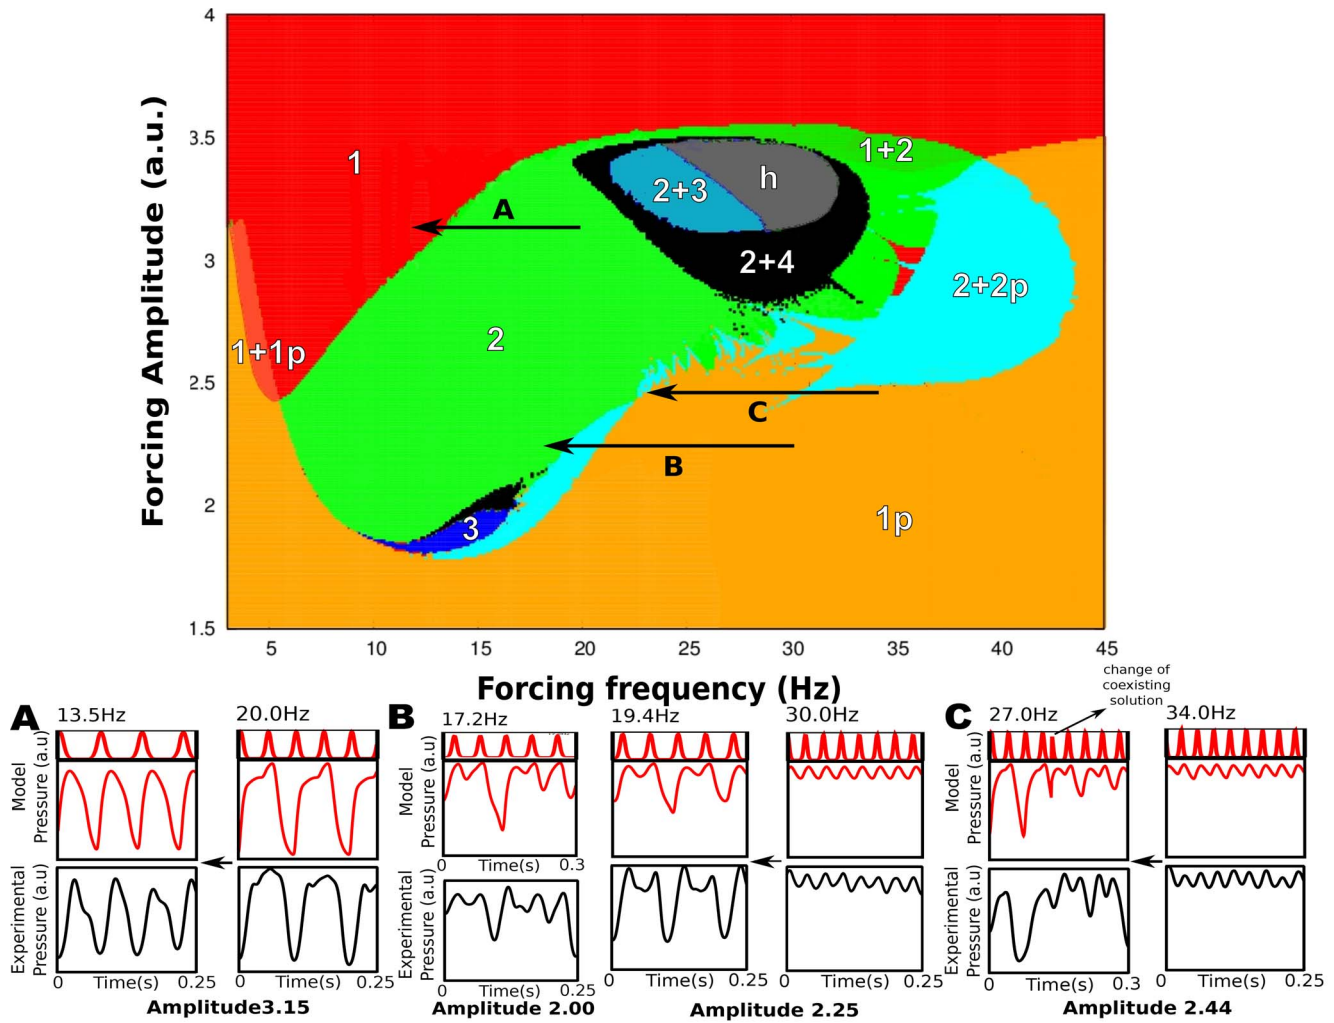 4
3.5
3
2.5
2
1.5
Forcing Amplitude (a.u.)
1
1+2
2+3
h
A
2+4
2+2p
1+1p
2
C
B
3
1p
5 10 15 20 25 30 35 40 45
Forcing frequency (Hz)
change of
coexisting
solution
A
13.5Hz
20.0Hz
B
17.2Hz
19.4Hz
30.0Hz
C
27.0Hz
34.0Hz
Model
Pressure (a.u)
Model
Pressure (a.u)
Model
Pressure (a.u)
0 Time(s) 0.3
Experimental
Pressure (a.u)
Experimental
Pressure (a.u)
Experimental
Pressure (a.u)
0 Time(s) 0.25
0 Time(s) 0.25
0 Time(s) 0.25
0 Time(s) 0.25
0 Time(s) 0.25
0 Time(s) 0.3
0 Time(s) 0.25
Amplitude3.15
Amplitude 2.00
Amplitude 2.25
Amplitude 2.44